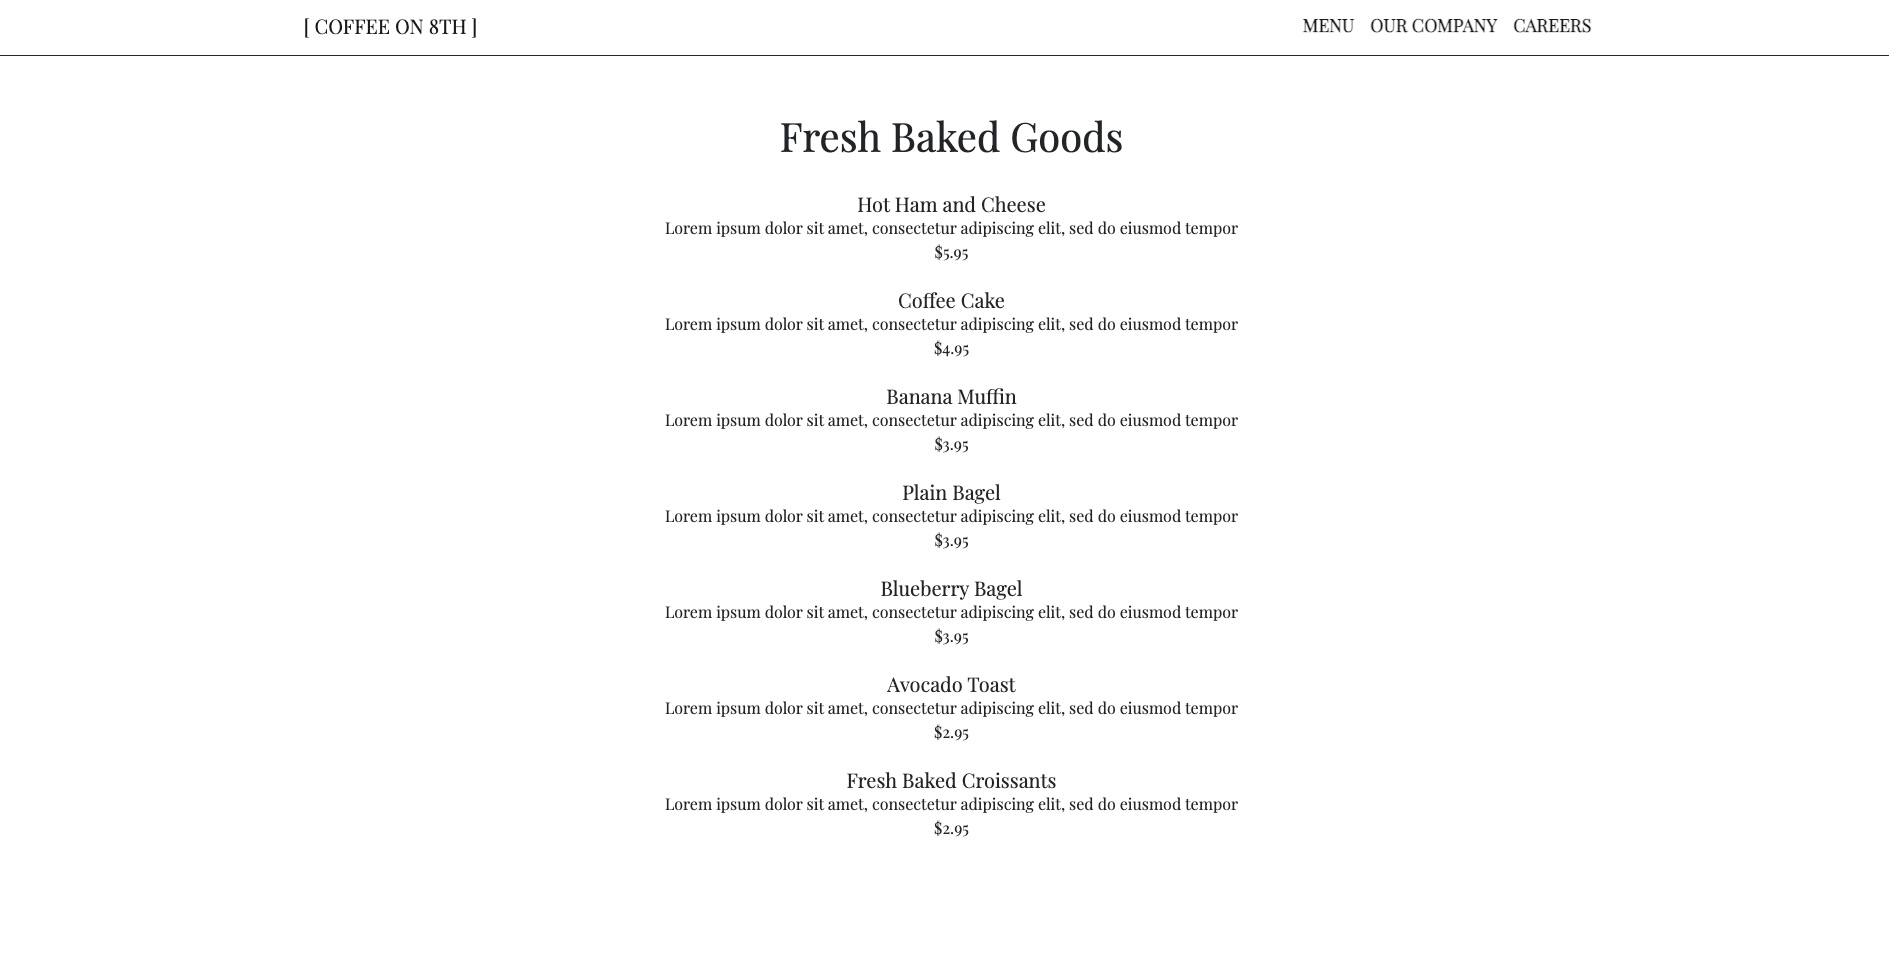 [ COFFEE ON 8TH ]
MENU OUR COMPANY CAREERS
Fresh Baked Goods
Hot Ham and Cheese
Lorem ipsum dolor sit amet, consectetur adipiscing elit, sed do eiusmod tempor
$5.95
Coffee Cake
Lorem ipsum dolor sit amet, consectetur adipiscing elit, sed do eiusmod tempor
$4.95
Banana Muffin
Lorem ipsum dolor sit amet, consectetur adipiscing elit, sed do eiusmod tempor
$3.95
Plain Bagel
Lorem ipsum dolor sit amet, consectetur adipiscing elit, sed do eiusmod tempor
$3.95
Blueberry Bagel
Lorem ipsum dolor sit amet, consectetur adipiscing elit, sed do eiusmod tempor
$3.95
Avocado Toast
Lorem ipsum dolor sit amet, consectetur adipiscing elit, sed do eiusmod tempor
$2.95
Fresh Baked Croissants
Lorem ipsum dolor sit amet, consectetur adipiscing elit, sed do eiusmod tempor
$2.95